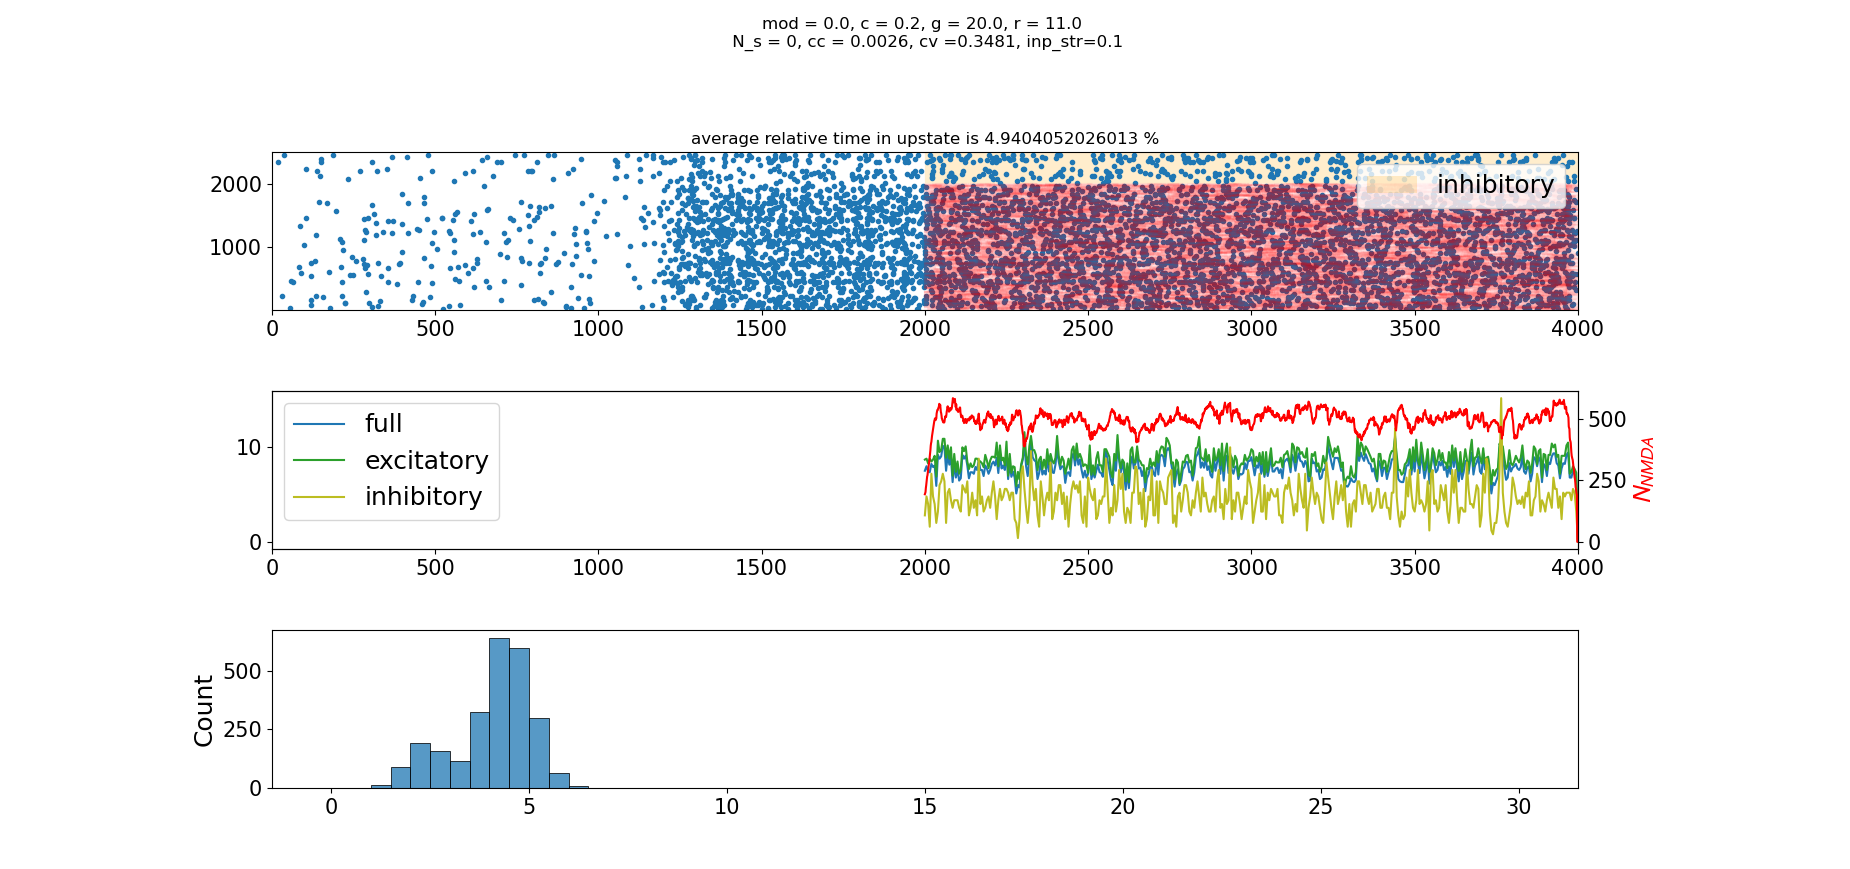 mod = 0.0, c = 0.2, g = 20.0, r = 11.0
N_s = 0, cc = 0.0026, cv =0.3481, inp_str=0.1
average relative time in upstate is 4.9404052026013 %
2000
1000
inhibitory
0 500 1000 1500 2000 2500 3000 3500 4000
10
0
full
excitatory
inhibitory
500
250
0
N_NMDA
0 500 1000 1500 2000 2500 3000 3500 4000
Count
500
250
0
0 5 10 15 20 25 30